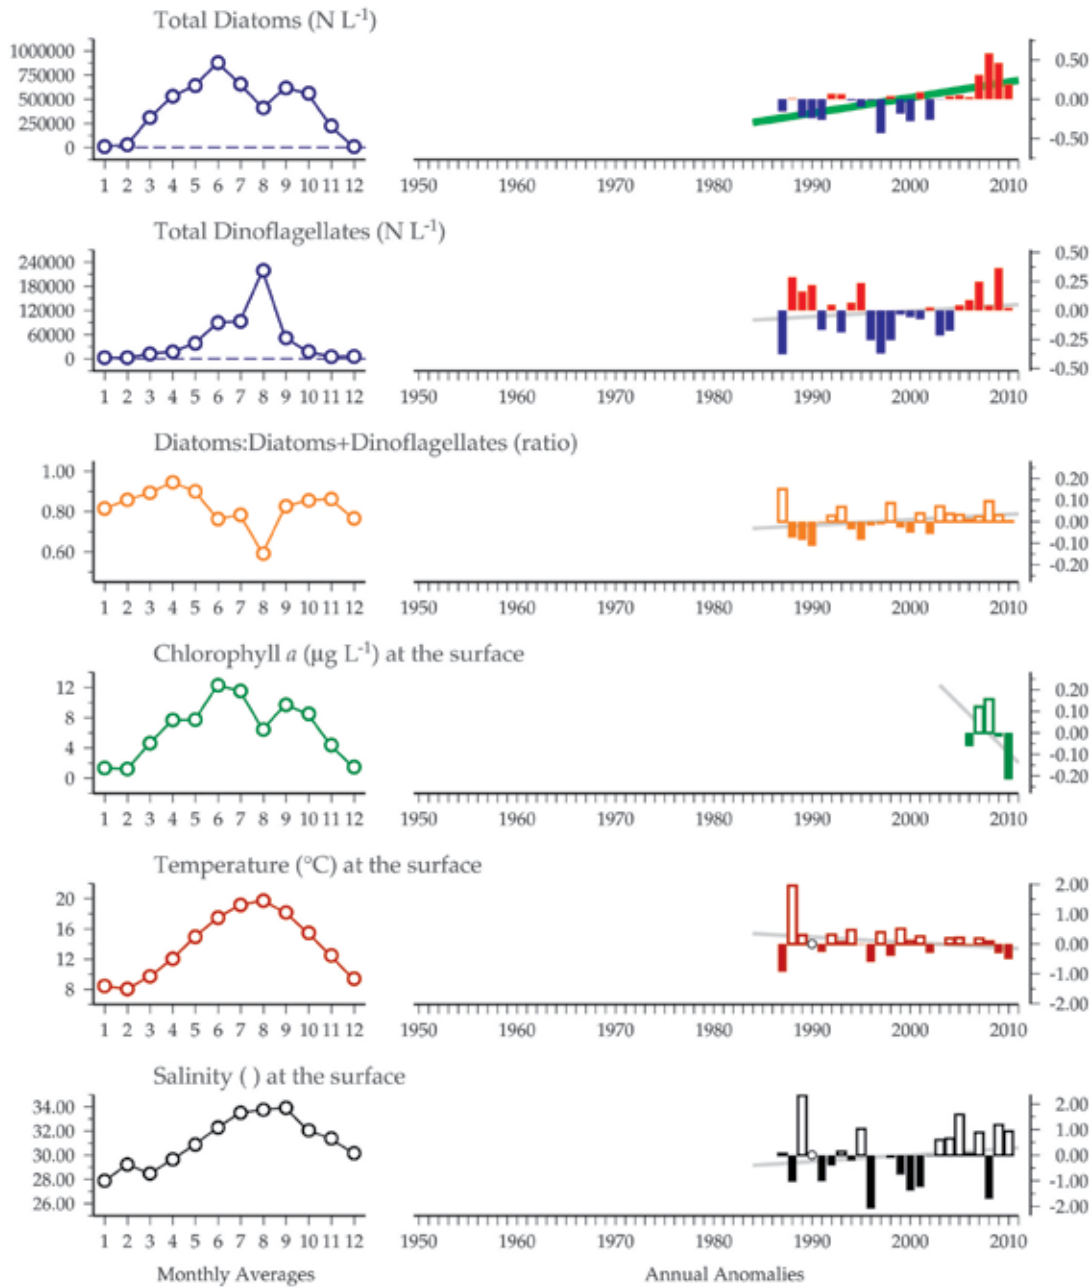 Total Diatoms (N L⁻¹)
1000000
750000
500000
250000
0
0.50
0.00
-0.50
1 2 3 4 5 6 7 8 9 10 11 12
1950 1960 1970 1980 1990 2000 2010
Total Dinoflagellates (N L⁻¹)
240000
180000
120000
60000
0
0.50
0.25
0.00
-0.25
-0.50
1 2 3 4 5 6 7 8 9 10 11 12
1950 1960 1970 1980 1990 2000 2010
Diatoms:Diatoms+Dinoflagellates (ratio)
1.00
0.80
0.60
0.20
0.10
0.00
-0.10
-0.20
1 2 3 4 5 6 7 8 9 10 11 12
1950 1960 1970 1980 1990 2000 2010
Chlorophyll a (µg L⁻¹) at the surface
12
8
4
0
0.20
0.10
0.00
-0.10
-0.20
1 2 3 4 5 6 7 8 9 10 11 12
1950 1960 1970 1980 1990 2000 2010
Temperature (°C) at the surface
20
16
12
8
2.00
1.00
0.00
-1.00
-2.00
1 2 3 4 5 6 7 8 9 10 11 12
1950 1960 1970 1980 1990 2000 2010
Salinity ( ) at the surface
34.00
32.00
30.00
28.00
26.00
2.00
1.00
0.00
-1.00
-2.00
1 2 3 4 5 6 7 8 9 10 11 12
1950 1960 1970 1980 1990 2000 2010
Monthly Averages
Annual Anomalies